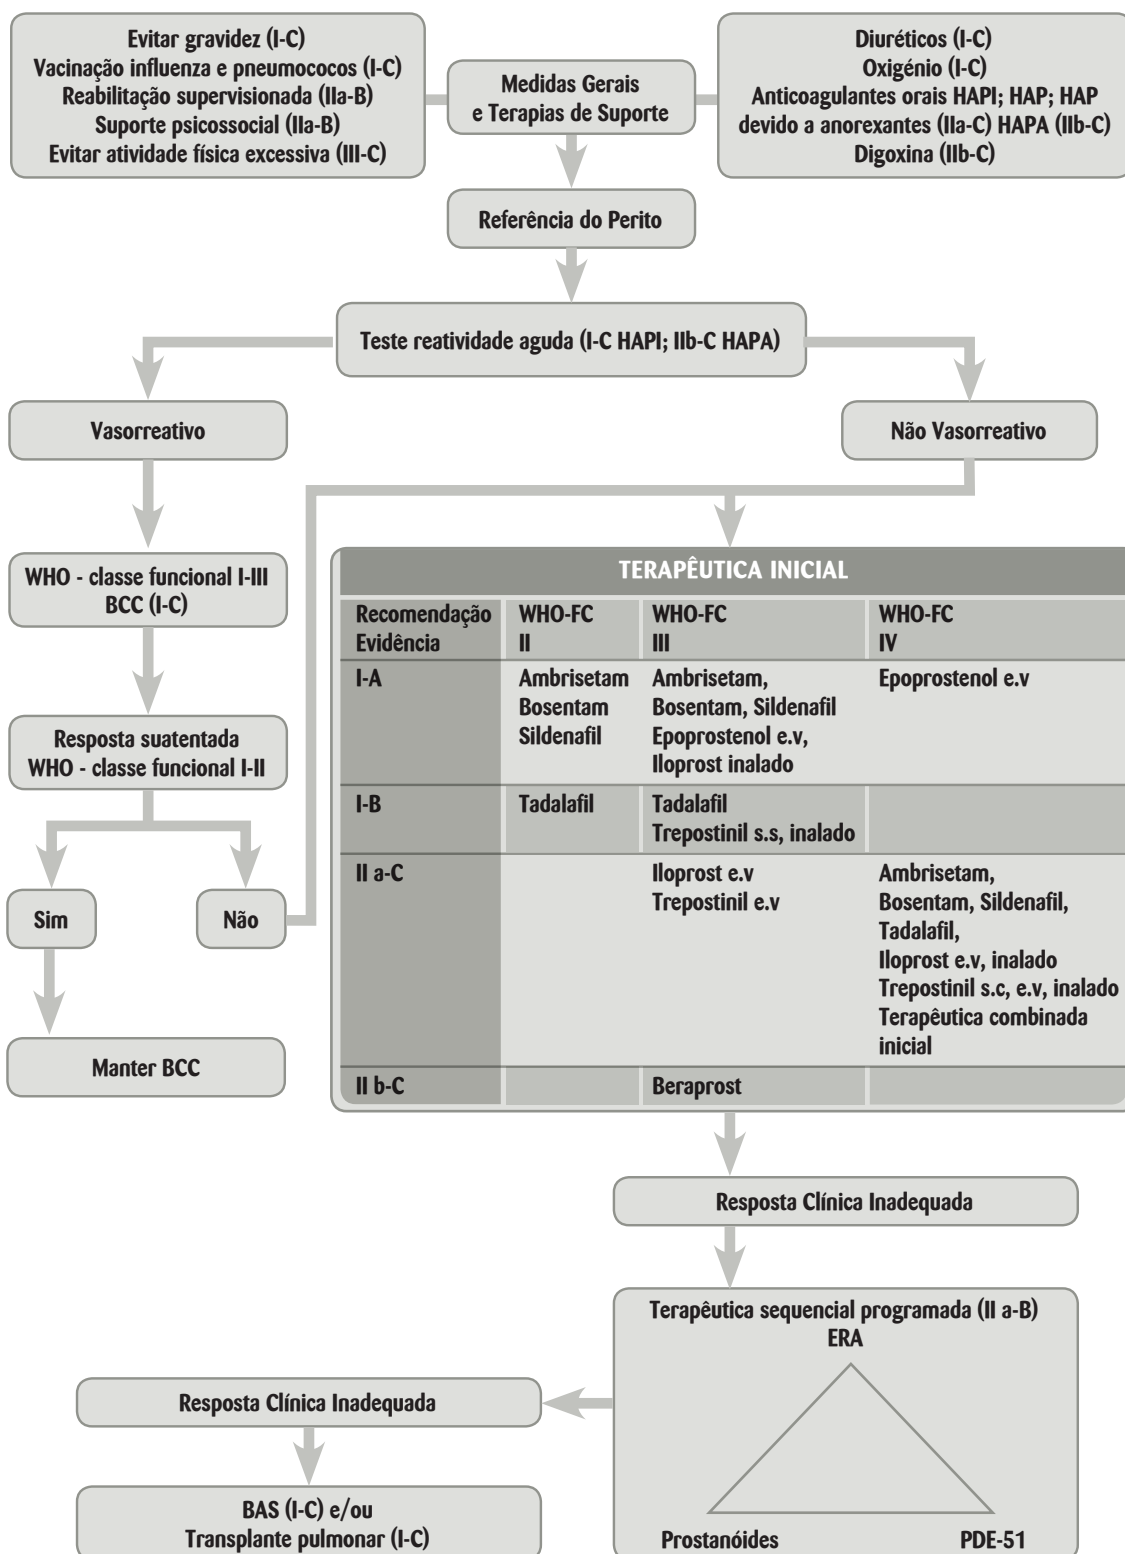 Evitar gravidez (I-C)
Vacinação influenza e pneumococos (I-C)
Reabilitação supervisionada (IIa-B)
Suporte psicossocial (IIa-B)
Evitar atividade física excessiva (III-C)
Medidas Gerais
e Terapias de Suporte
Diuréticos (I-C)
Oxigénio (I-C)
Anticoagulantes orais HAPI; HAP; HAP
devido a anorexantes (IIa-C) HAPA (IIb-C)
Digoxina (IIb-C)
Referência do Perito
Teste reatividade aguda (I-C HAPI; IIb-C HAPA)
Vasorreativo
Não Vasorreativo
WHO - classe funcional I-III
BCC (I-C)
Resposta suatentada
WHO - classe funcional I-II
Sim
Não
Manter BCC
TERAPÊUTICA INICIAL
Recomendação
Evidência
WHO-FC
II
WHO-FC
III
WHO-FC
IV
I-A
Ambrisetam
Bosentam
Sildenafil
Ambrisetam,
Bosentam, Sildenafil
Epoprostenol e.v,
Iloprost inalado
Epoprostenol e.v
I-B
Tadalafil
Tadalafil
Trepostinil s.s, inalado
II a-C
Iloprost e.v
Trepostinil e.v
Ambrisetam,
Bosentam, Sildenafil,
Tadalafil,
Iloprost e.v, inalado
Trepostinil s.c, e.v, inalado
Terapêutica combinada
inicial
II b-C
Beraprost
Resposta Clínica Inadequada
Terapêutica sequencial programada (II a-B)
ERA
Prostanóides
PDE-51
Resposta Clínica Inadequada
BAS (I-C) e/ou
Transplante pulmonar (I-C)